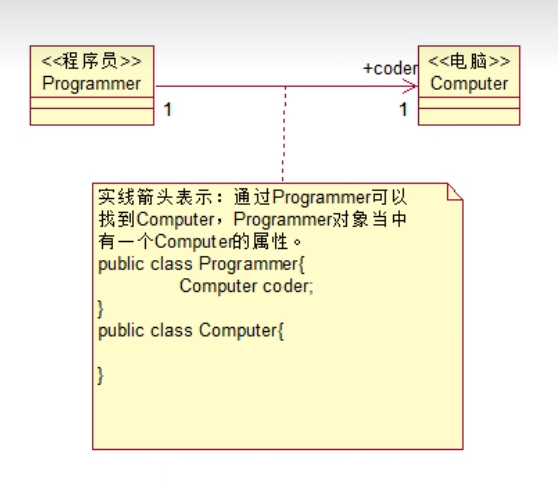 <<程序员>>
Programmer
1
+coder
1
<<电脑>>
Computer
实线箭头表示：通过Programmer可以
找到Computer，Programmer对象当中
有一个Computer的属性。
public class Programmer{
Computer coder;
}
public class Computer{
}